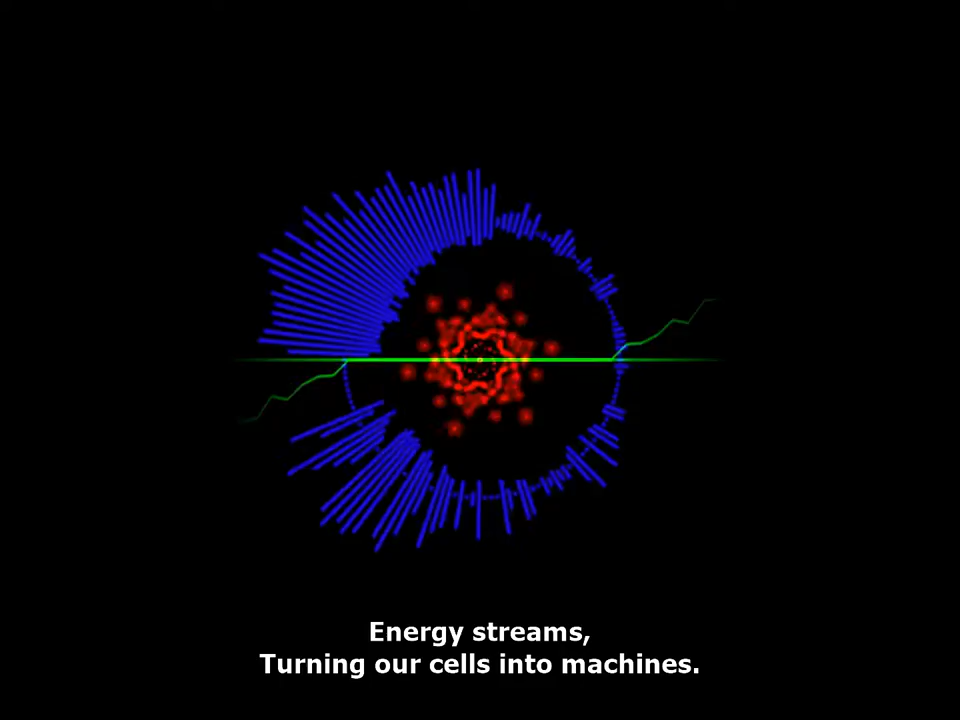 Energy streams,
Turning our cells into machines.